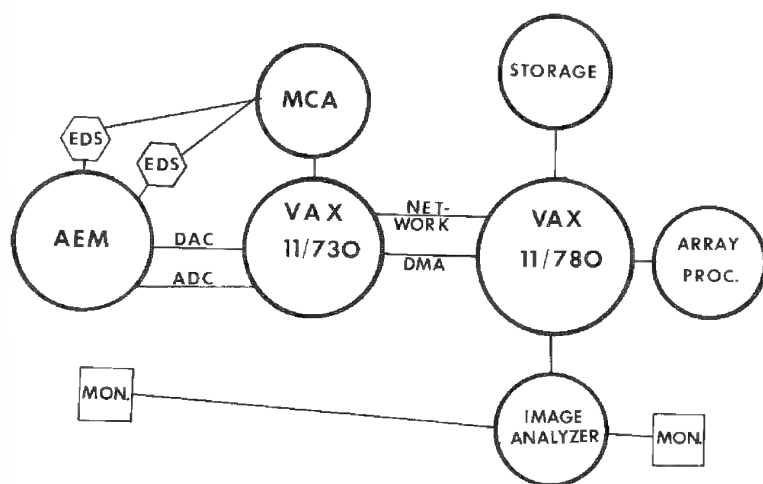 STORAGE
MCA
EDS
EDS
AEM
DAC
ADC
VAX
11/730
NET-
WORK
DMA
VAX
11/780
ARRAY
PROC.
MON.
IMAGE
ANALYZER
MON.